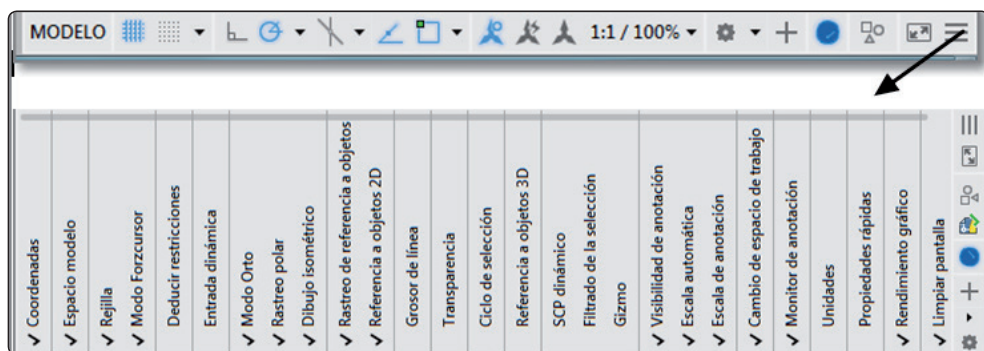 MODELO
1:1 / 100%
✓ Coordenadas
✓ Espacio modelo
✓ Rejilla
✓ Modo Forzcursor
Deducir restricciones
Entrada dinámica
✓ Modo Orto
✓ Rastreo polar
✓ Dibujo isométrico
✓ Rastreo de referencia a objetos
✓ Referencia a objetos 2D
Grosor de línea
Transparencia
Ciclo de selección
Referencia a objetos 3D
SCP dinámico
Filtrado de la selección
Gizmo
✓ Visibilidad de anotación
✓ Escala automática
✓ Escala de anotación
✓ Cambio de espacio de trabajo
✓ Monitor de anotación
Unidades
Propiedades rápidas
✓ Rendimiento gráfico
✓ Limpiar pantalla